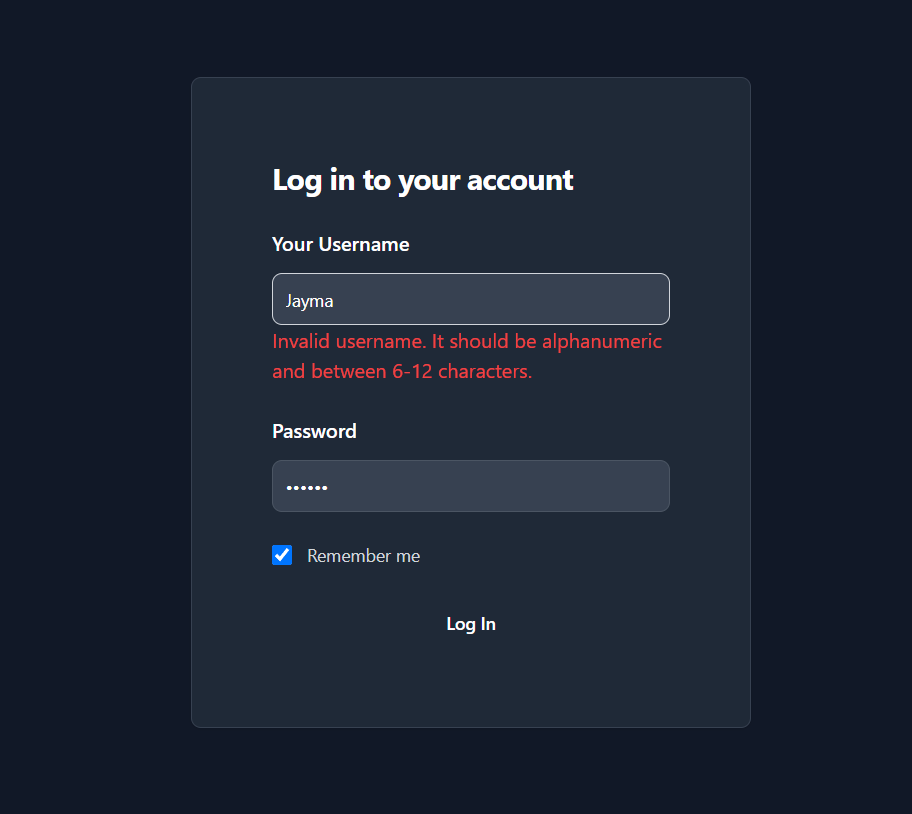 Log in to your account
Your Username
Jayma
Invalid username. It should be alphanumeric
and between 6-12 characters.
Password
••••••
Remember me
Log In